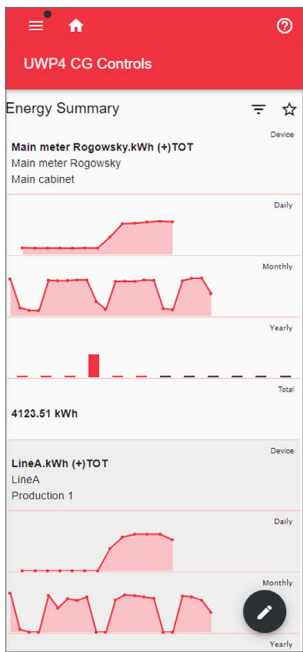 UWP4 CG Controls
Energy Summary
Device
Main meter Rogowsky.kWh (+)TOT
Main meter Rogowsky
Main cabinet
Daily
Monthly
Yearly
Total
4123.51 kWh
Device
LineA.kWh (+)TOT
LineA
Production 1
Daily
Monthly
Yearly